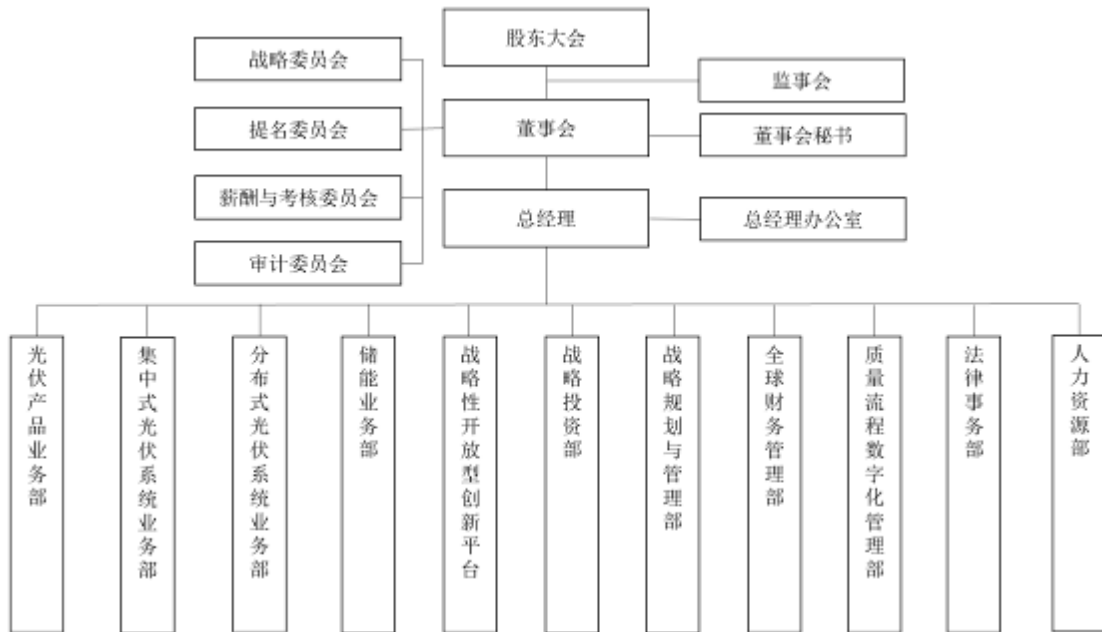 股东大会
战略委员会
监事会
提名委员会
董事会
董事会秘书
薪酬与考核委员会
总经理
总经理办公室
审计委员会
光伏产品业务部
集中式光伏系统业务部
分布式光伏系统业务部
储能业务部
战略性开放型创新平台
战略投资部
战略规划与管理部
全球财务管理部
质量流程数字化管理部
法律事务部
人力资源部